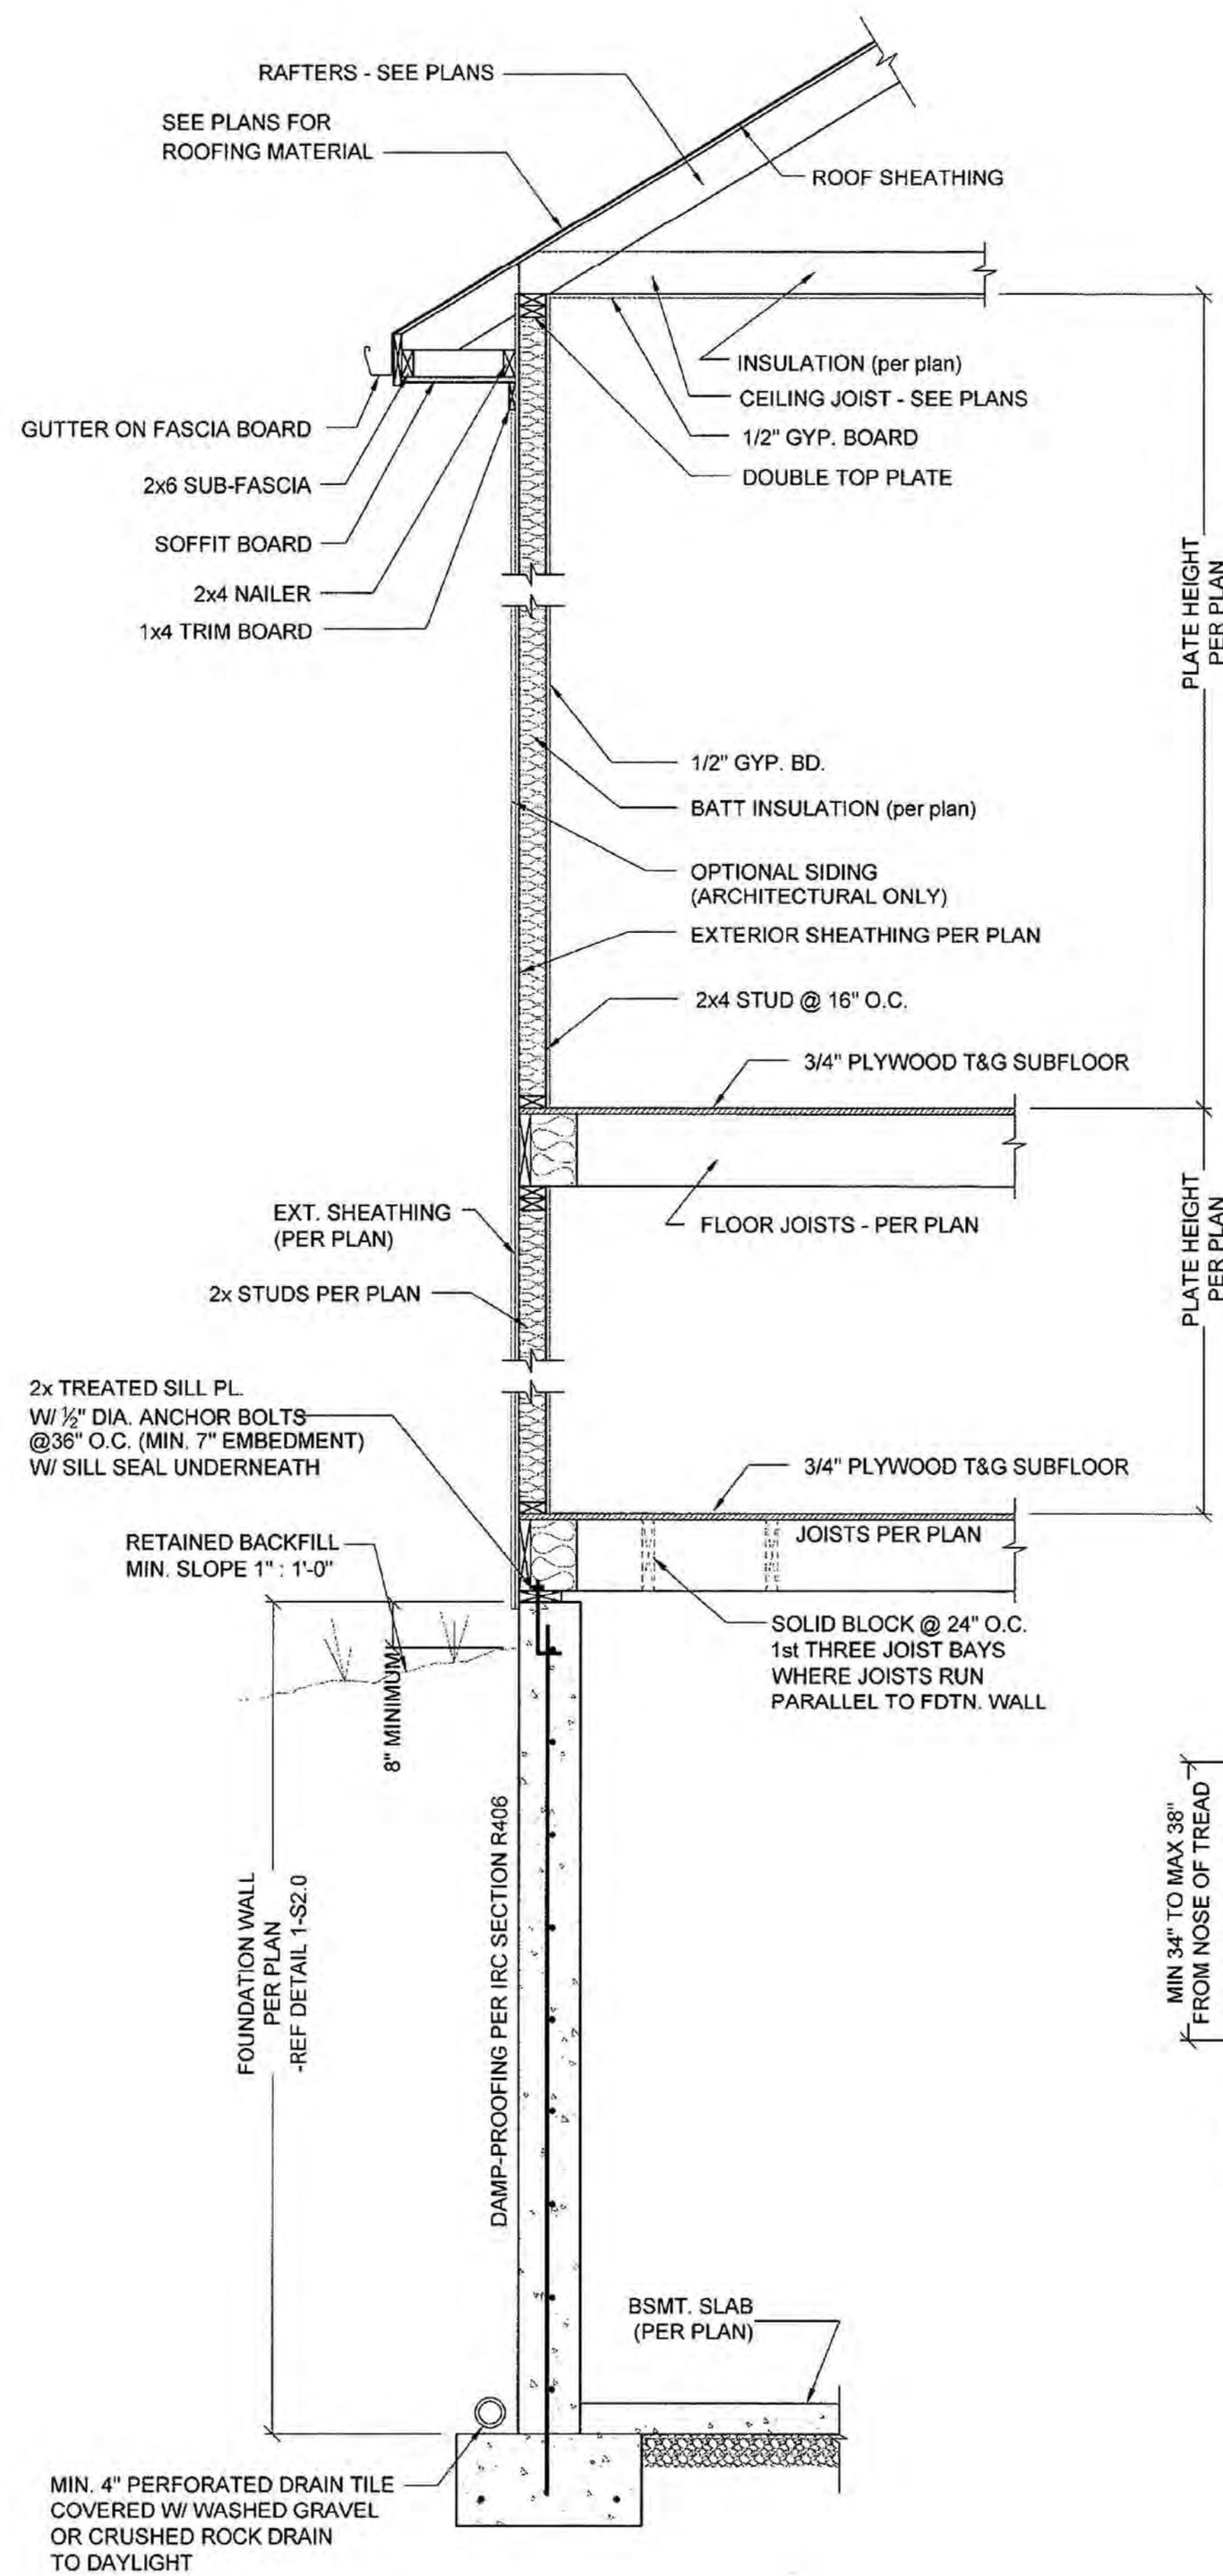 RAFTERS - SEE PLANS
SEE PLANS FOR
ROOFING MATERIAL
ROOF SHEATHING
INSULATION (per plan)
CEILING JOIST - SEE PLANS
1/2" GYP. BOARD
DOUBLE TOP PLATE
GUTTER ON FASCIA BOARD
2x6 SUB-FASCIA
SOFFIT BOARD
2x4 NAILER
1x4 TRIM BOARD
PLATE HEIGHT
PER PLAN
1/2" GYP. BD.
BATT INSULATION (per plan)
OPTIONAL SIDING
(ARCHITECTURAL ONLY)
EXTERIOR SHEATHING PER PLAN
2x4 STUD @ 16" O.C.
3/4" PLYWOOD T&G SUBFLOOR
FLOOR JOISTS - PER PLAN
PLATE HEIGHT
PER PLAN
EXT. SHEATHING
(PER PLAN)
2x STUDS PER PLAN
2x TREATED SILL PL.
W/ ½" DIA. ANCHOR BOLTS
@36" O.C. (MIN. 7" EMBEDMENT)
W/ SILL SEAL UNDERNEATH
3/4" PLYWOOD T&G SUBFLOOR
JOISTS PER PLAN
RETAINED BACKFILL
MIN. SLOPE 1" : 1'-0"
SOLID BLOCK @ 24" O.C.
1st THREE JOIST BAYS
WHERE JOISTS RUN
PARALLEL TO FDTN. WALL
8" MINIMUM
MIN 34" TO MAX 38"
FROM NOSE OF TREAD
FOUNDATION WALL
PER PLAN
-REF DETAIL 1-S2.0
DAMP-PROOFING PER IRC SECTION R406
BSMT. SLAB
(PER PLAN)
MIN. 4" PERFORATED DRAIN TILE
COVERED W/ WASHED GRAVEL
OR CRUSHED ROCK DRAIN
TO DAYLIGHT